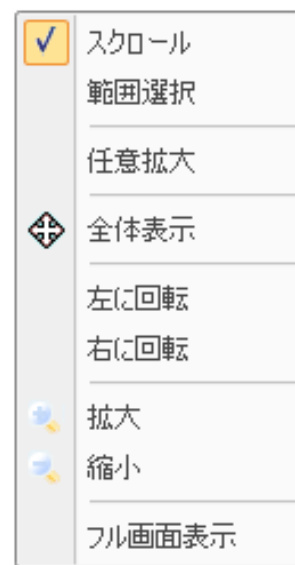 スクロール
範囲選択
任意拡大
全体表示
左に回転
右に回転
拡大
縮小
フル画面表示